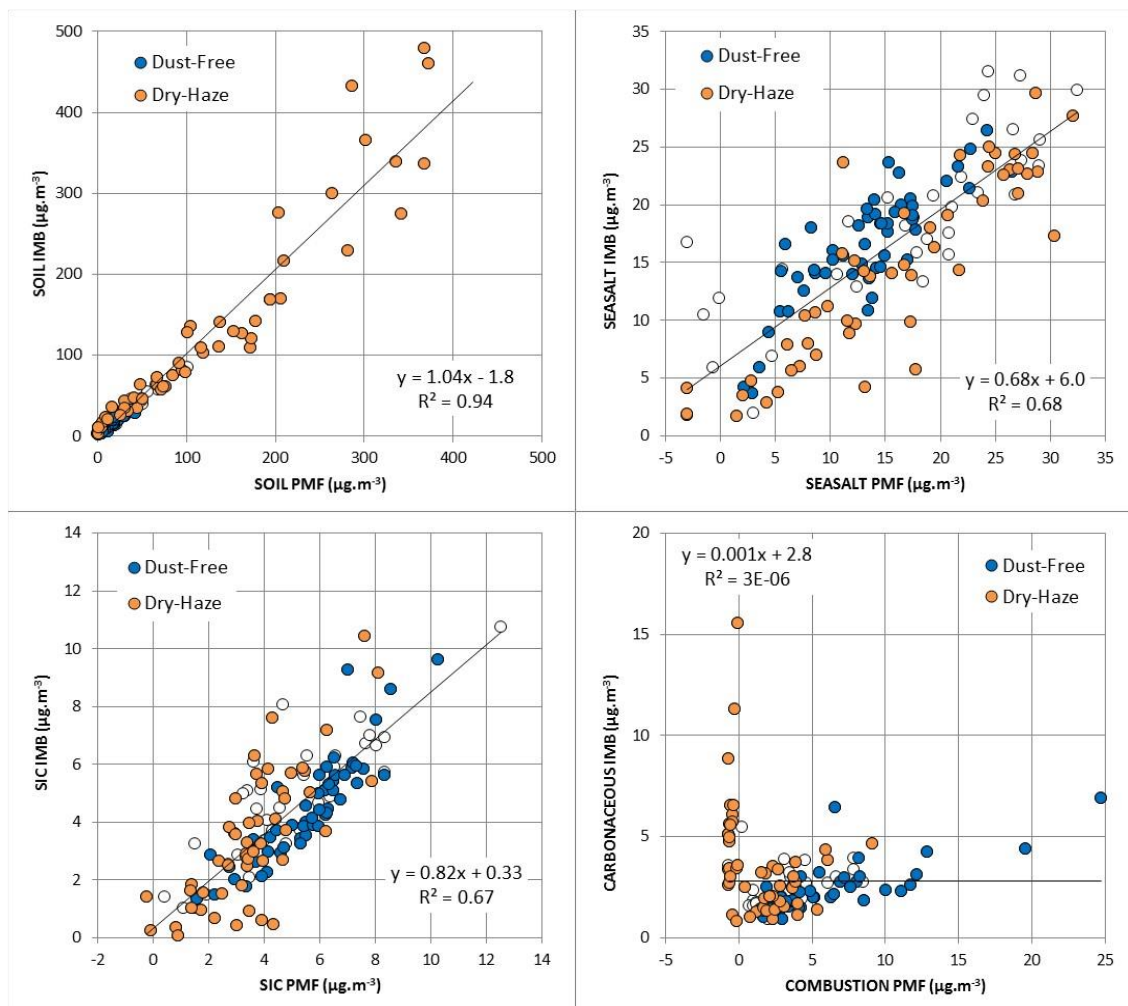 500
400
300
200
100
0
SOIL IMB (µg.m⁻³)
Dust-Free
Dry-Haze
y = 1.04x - 1.8
R² = 0.94
0 100 200 300 400 500
SOIL PMF (µg.m⁻³)
35
30
25
20
15
10
5
0
SEASALT IMB (µg.m⁻³)
Dust-Free
Dry-Haze
y = 0.68x + 6.0
R² = 0.68
-5 0 5 10 15 20 25 30 35
SEASALT PMF (µg.m⁻³)
14
12
10
8
6
4
2
0
SIC IMB (µg.m⁻³)
Dust-Free
Dry-Haze
y = 0.82x + 0.33
R² = 0.67
-2 0 2 4 6 8 10 12 14
SIC PMF (µg.m⁻³)
20
15
10
5
0
CARBONACEOUS IMB (µg.m⁻³)
y = 0.001x + 2.8
R² = 3E-06
Dust-Free
Dry-Haze
-5 0 5 10 15 20 25
COMBUSTION PMF (µg.m⁻³)